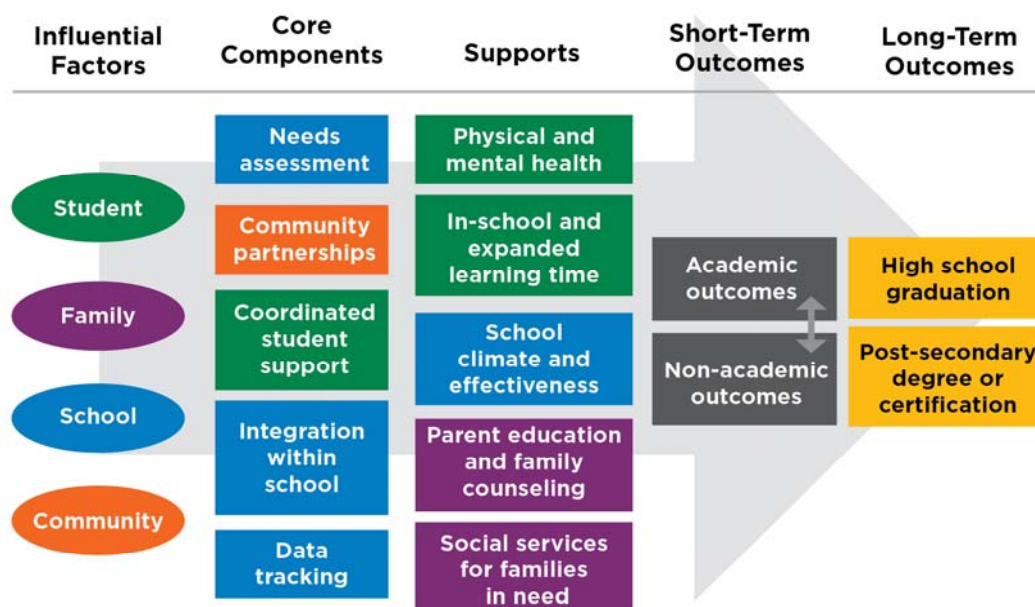 Influential
Factors
Core
Components
Supports
Short-Term
Outcomes
Long-Term
Outcomes
Student
Family
School
Community
Needs
assessment
Community
partnerships
Coordinated
student
support
Integration
within
school
Data
tracking
Physical and
mental health
In-school and
expanded
learning time
School
climate and
effectiveness
Parent education
and family
counseling
Social services
for families
in need
Academic
outcomes
Non-academic
outcomes
High school
graduation
Post-secondary
degree or
certification